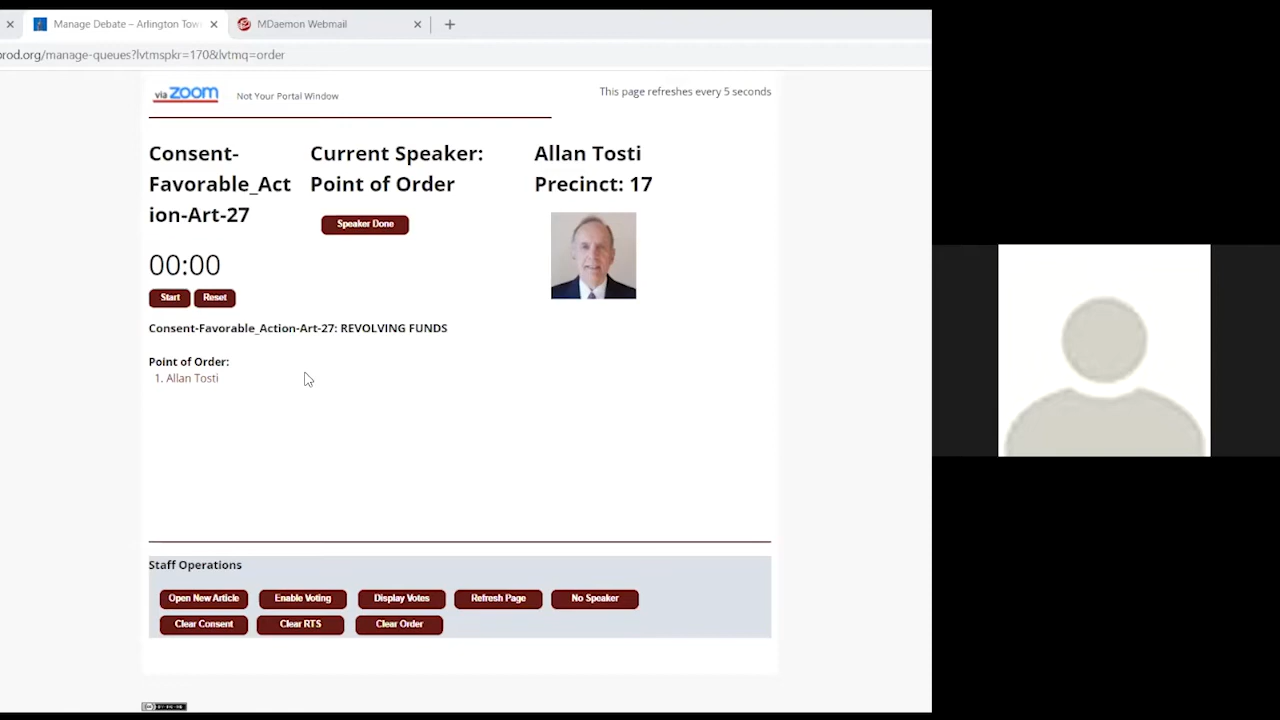 Manage Debate – Arlington Tow
MDaemon Webmail
prod.org/manage-queues?lvtmspkr=170&lvtmq=order
via zoom
Not Your Portal Window
This page refreshes every 5 seconds
Consent-
Favorable_Act
ion-Art-27
Current Speaker:
Point of Order
Allan Tosti
Precinct: 17
Speaker Done
00:00
Start
Reset
Consent-Favorable_Action-Art-27: REVOLVING FUNDS
Point of Order:
1. Allan Tosti
Staff Operations
Open New Article
Enable Voting
Display Votes
Refresh Page
No Speaker
Clear Consent
Clear RTS
Clear Order